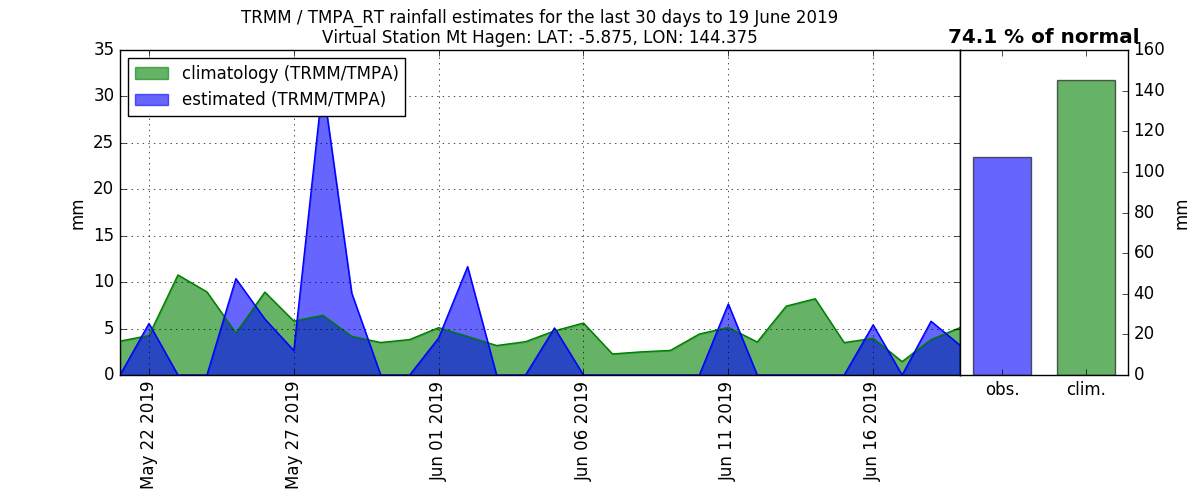 TRMM / TMPA_RT rainfall estimates for the last 30 days to 19 June 2019
Virtual Station Mt Hagen: LAT: -5.875, LON: 144.375
74.1 % of normal
climatology (TRMM/TMPA)
estimated (TRMM/TMPA)
35
30
25
20
15
10
5
0
mm
May 22 2019
May 27 2019
Jun 01 2019
Jun 06 2019
Jun 11 2019
Jun 16 2019
160
140
120
100
80
60
40
20
0
mm
obs.
clim.